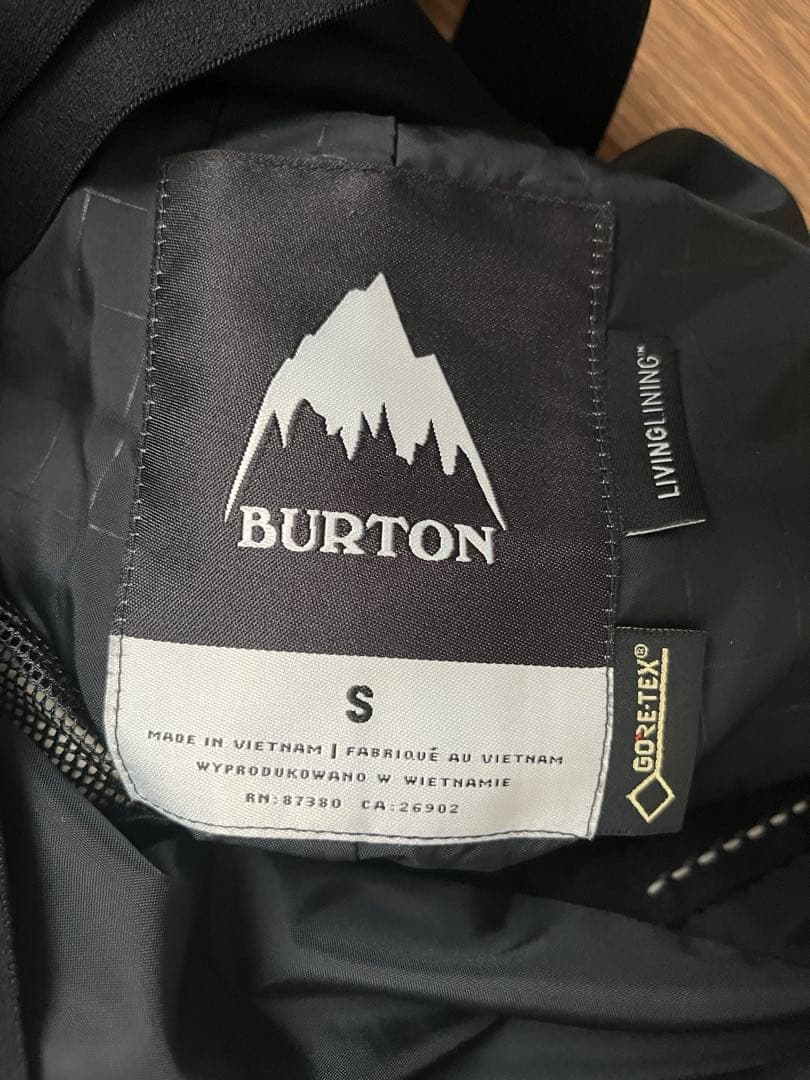 BURTON
S
MADE IN VIETNAM | FABRIQUÉ AU VIETNAM
WYPRODUKOWANO W WIETNAMIE
RN:87380 CA:26902
LIVINGLINING™
GORE-TEX®